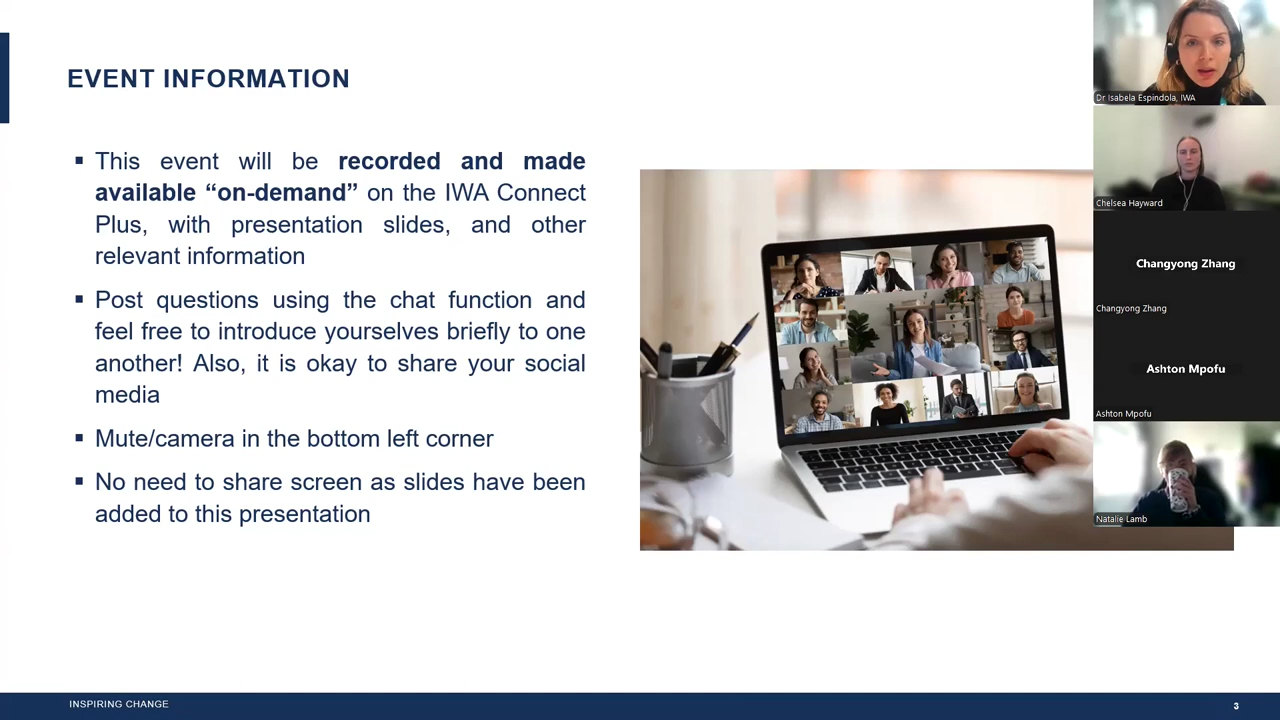 EVENT INFORMATION
▪ This event will be recorded and made
available “on-demand” on the IWA Connect
Plus, with presentation slides, and other
relevant information
▪ Post questions using the chat function and
feel free to introduce yourselves briefly to one
another! Also, it is okay to share your social
media
▪ Mute/camera in the bottom left corner
▪ No need to share screen as slides have been
added to this presentation
Dr Isabela Espindola, IWA
Chelsea Hayward
Changyong Zhang
Changyong Zhang
Ashton Mpofu
Ashton Mpofu
Natalie Lamb
INSPIRING CHANGE
3